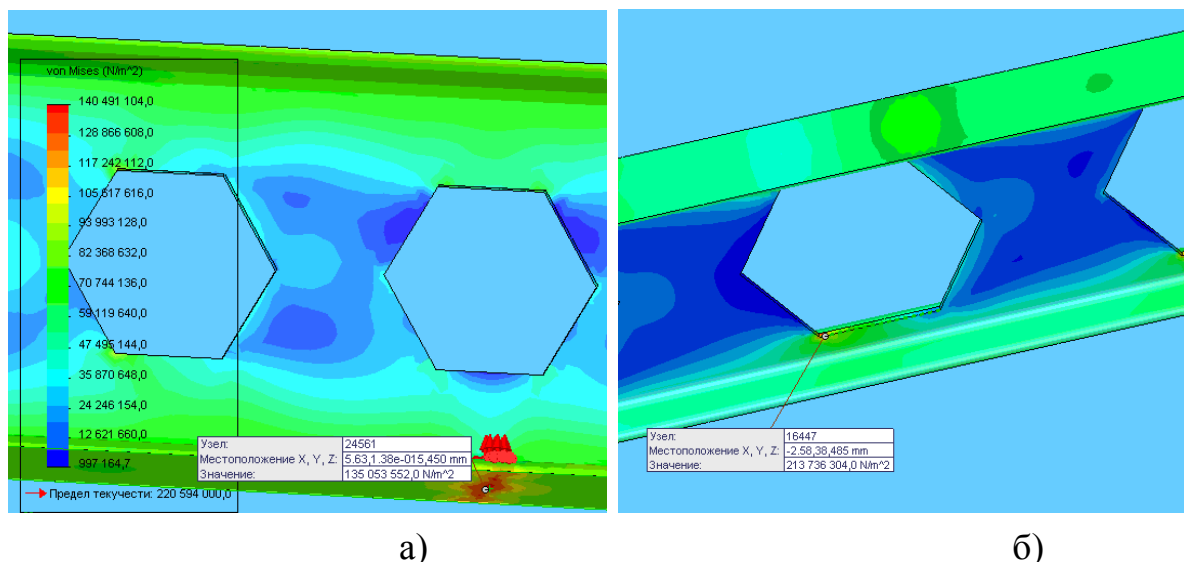 von Mises (N/m^2)
140 491 104,0
128 866 608,0
117 242 112,0
105 617 616,0
93 993 128,0
82 368 632,0
70 744 136,0
59 119 640,0
47 495 144,0
35 870 648,0
24 246 154,0
12 621 660,0
997 164,7
Предел текучести: 220 594 000,0
Узел: 24561
Местоположение X, Y, Z: 5.63,1.38e-015,450 mm
Значение: 135 053 552,0 N/m^2
Узел: 16447
Местоположение X, Y, Z: -2.58,38,485 mm
Значение: 213 736 304,0 N/m^2
а) б)